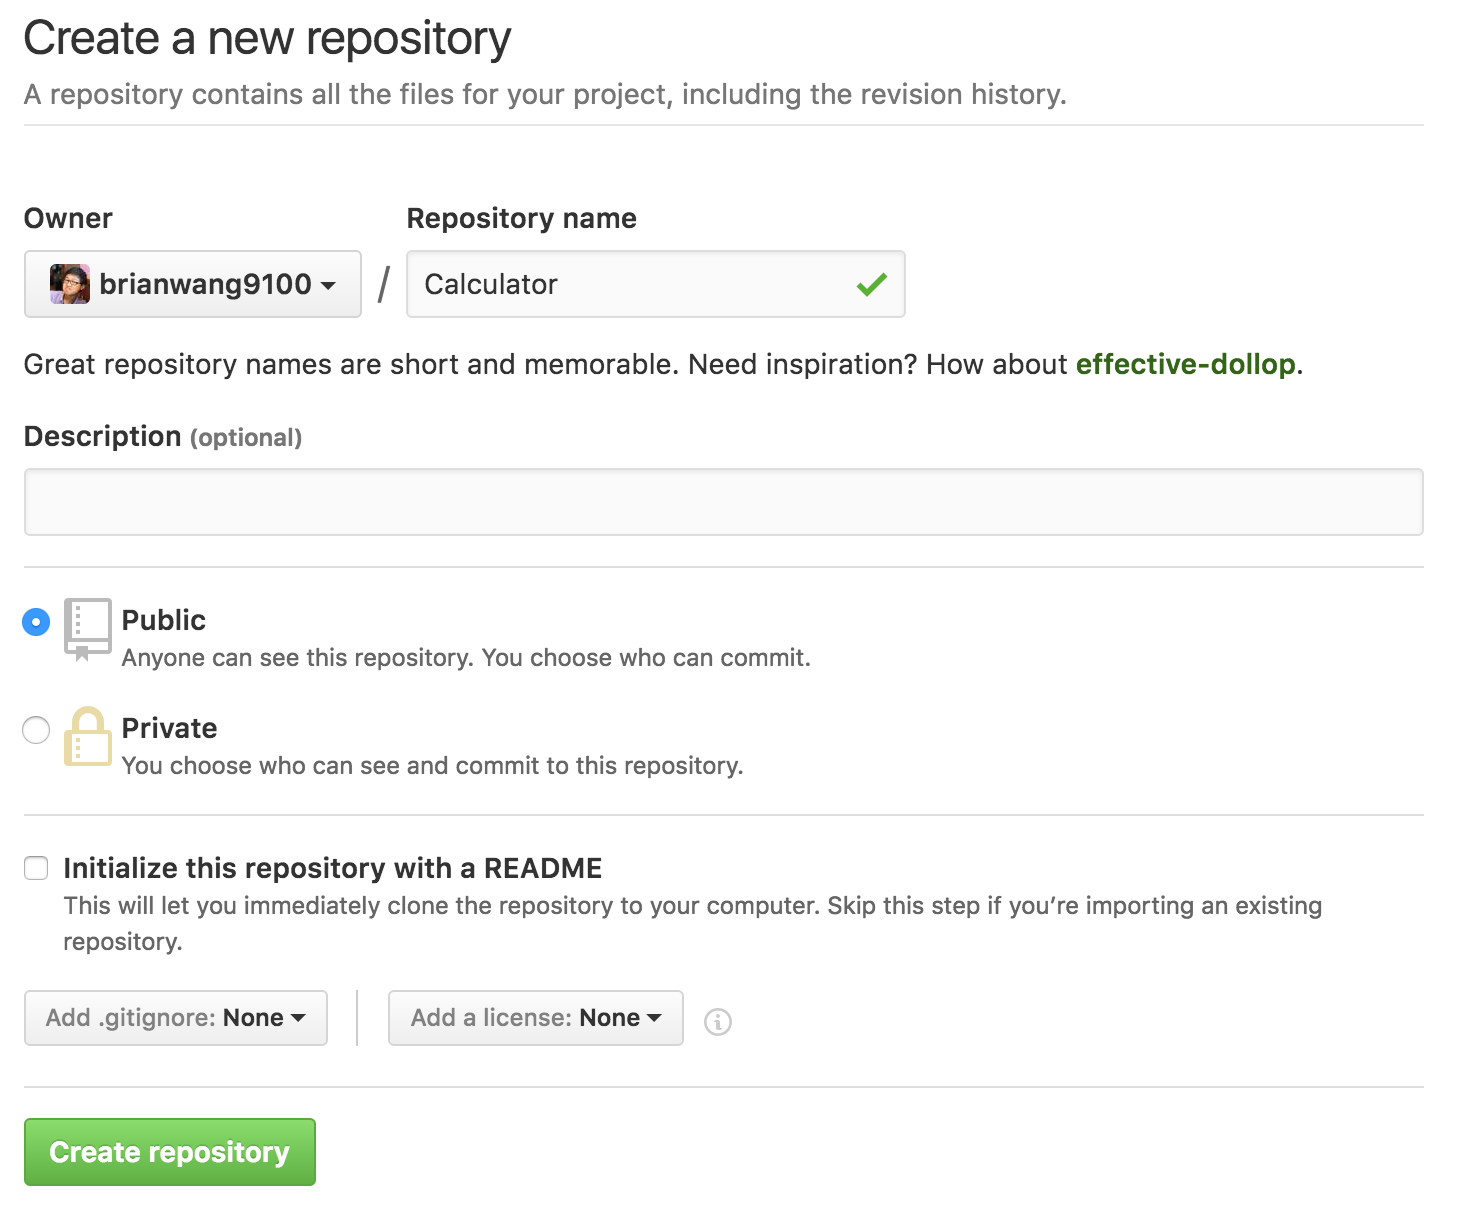 Create a new repository
A repository contains all the files for your project, including the revision history.
Owner
Repository name
brianwang9100
/
Calculator
Great repository names are short and memorable. Need inspiration? How about effective-dollop.
Description (optional)
Public
Anyone can see this repository. You choose who can commit.
Private
You choose who can see and commit to this repository.
Initialize this repository with a README
This will let you immediately clone the repository to your computer. Skip this step if you’re importing an existing
repository.
Add .gitignore: None
Add a license: None
Create repository